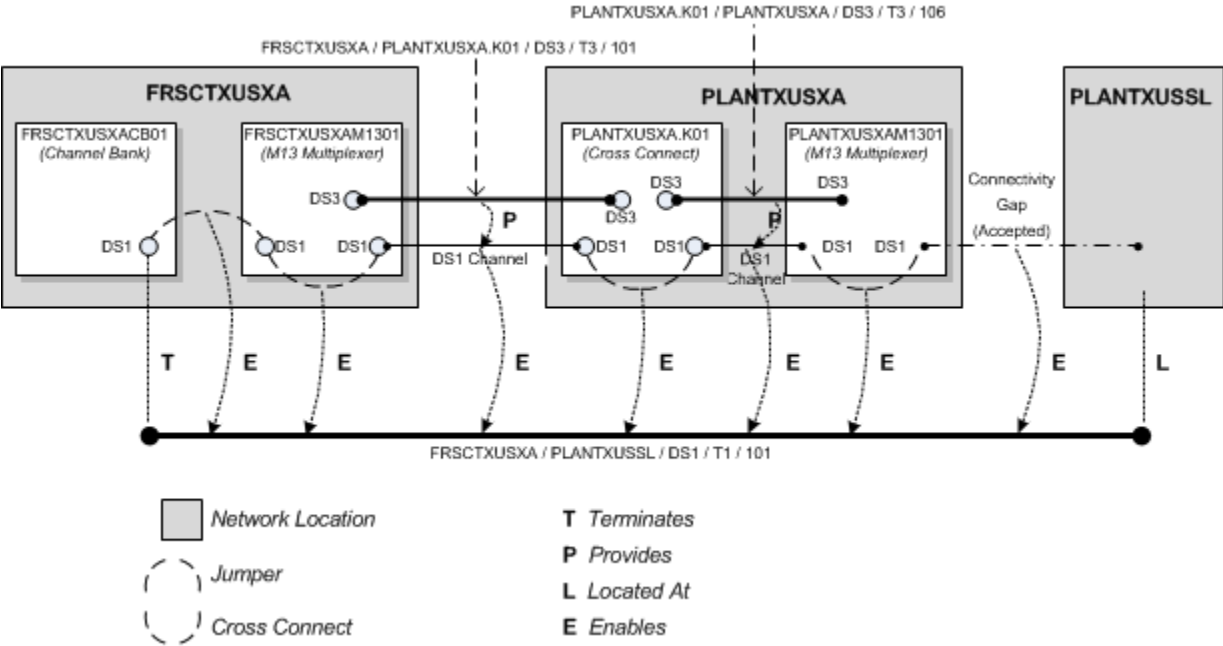 PLANTXUSXA.K01 / PLANTXUSXA / DS3 / T3 / 106
FRSCTXUSXA / PLANTXUSXA.K01 / DS3 / T3 / 101
FRSCTXUSXA
PLANTXUSXA
PLANTXUSSL
FRSCTXUSXACB01
(Channel Bank)
FRSCTXUSXAM1301
(M13 Multiplexer)
PLANTXUSXA.K01
(Cross Connect)
PLANTXUSXAM1301
(M13 Multiplexer)
Connectivity
Gap
(Accepted)
DS3
DS3
DS3
DS3
P
P
DS1
DS1
DS1
DS1
DS1
DS1
DS1
DS1 Channel
DS1
Channel
T
E
E
E
E
E
E
E
L
FRSCTXUSXA / PLANTXUSSL / DS1 / T1 / 101
Network Location
Jumper
Cross Connect
T Terminates
P Provides
L Located At
E Enables